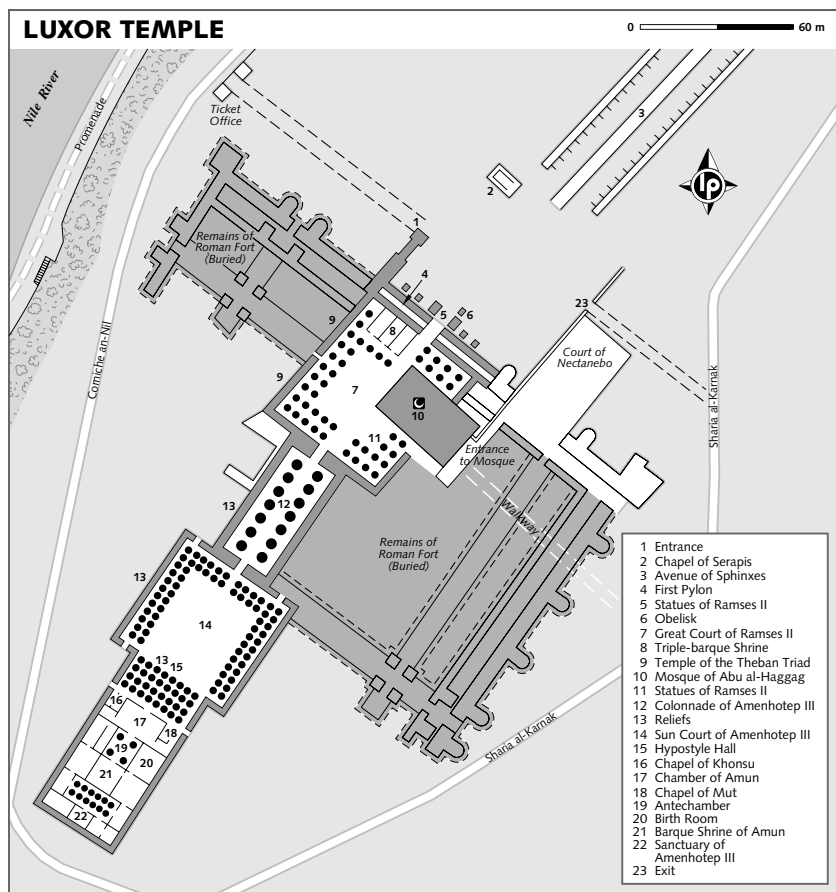 LUXOR TEMPLE
0 60 m
Nile River
Promenade
Ticket
Office
3
2
lp
1
Remains of
Roman Fort
(Buried)
4
23
5
6
9
8
Court of
Nectanebo
Corniche an-Nil
Sharia al-Karnak
9
7
10
11
Entrance
to Mosque
12
13
Walkway
Remains of
Roman Fort
(Buried)
13
14
13
15
16
17
18
19
20
21
22
Sharia al-Karnak
1 Entrance
2 Chapel of Serapis
3 Avenue of Sphinxes
4 First Pylon
5 Statues of Ramses II
6 Obelisk
7 Great Court of Ramses II
8 Triple-barque Shrine
9 Temple of the Theban Triad
10 Mosque of Abu al-Haggag
11 Statues of Ramses II
12 Colonnade of Amenhotep III
13 Reliefs
14 Sun Court of Amenhotep III
15 Hypostyle Hall
16 Chapel of Khonsu
17 Chamber of Amun
18 Chapel of Mut
19 Antechamber
20 Birth Room
21 Barque Shrine of Amun
22 Sanctuary of
Amenhotep III
23 Exit